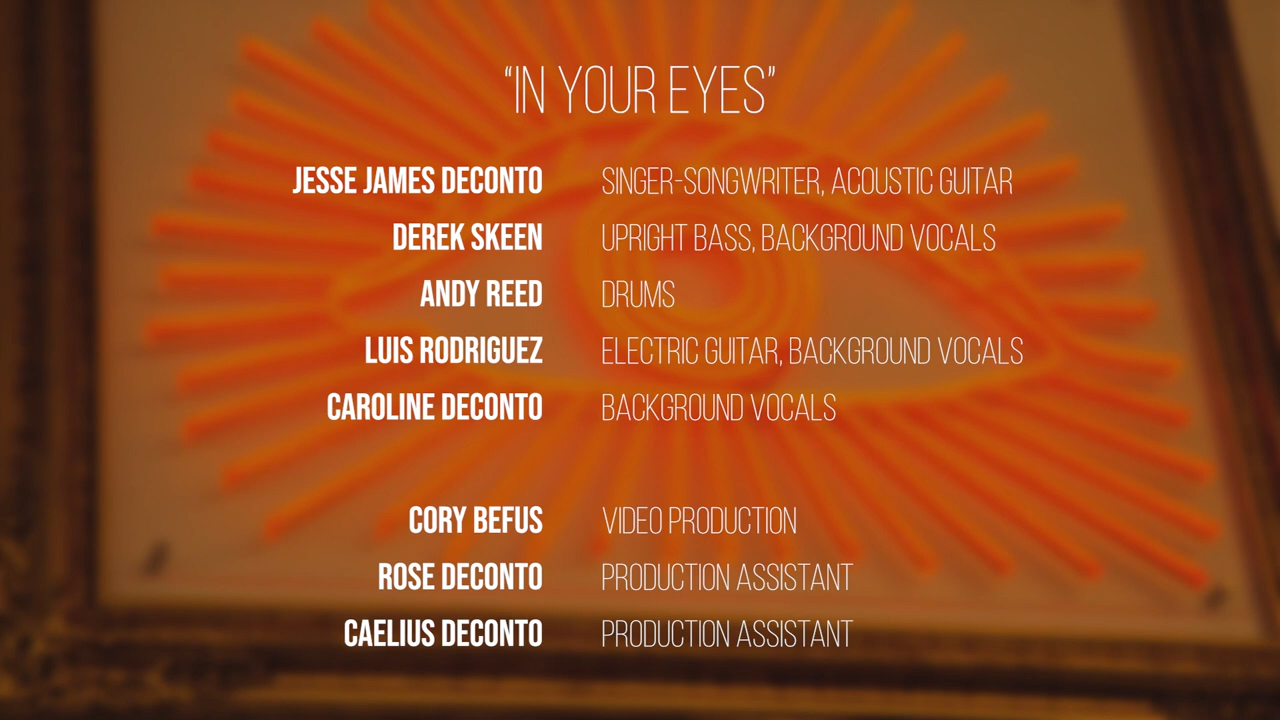 “IN YOUR EYES”
JESSE JAMES DECONTO SINGER-SONGWRITER, ACOUSTIC GUITAR
DEREK SKEEN UPRIGHT BASS, BACKGROUND VOCALS
ANDY REED DRUMS
LUIS RODRIGUEZ ELECTRIC GUITAR, BACKGROUND VOCALS
CAROLINE DECONTO BACKGROUND VOCALS
CORY BEFUS VIDEO PRODUCTION
ROSE DECONTO PRODUCTION ASSISTANT
CAELIUS DECONTO PRODUCTION ASSISTANT